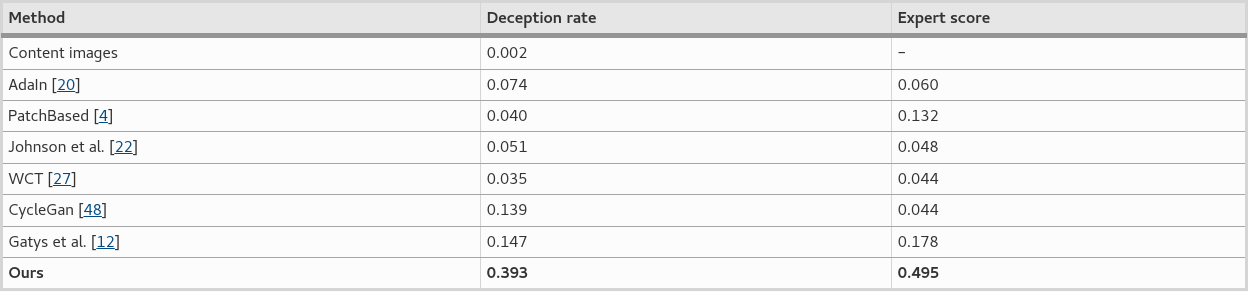 Method Deception rate Expert score
Content images 0.002 –
AdaIn [20] 0.074 0.060
PatchBased [4] 0.040 0.132
Johnson et al. [22] 0.051 0.048
WCT [27] 0.035 0.044
CycleGan [48] 0.139 0.044
Gatys et al. [12] 0.147 0.178
Ours 0.393 0.495